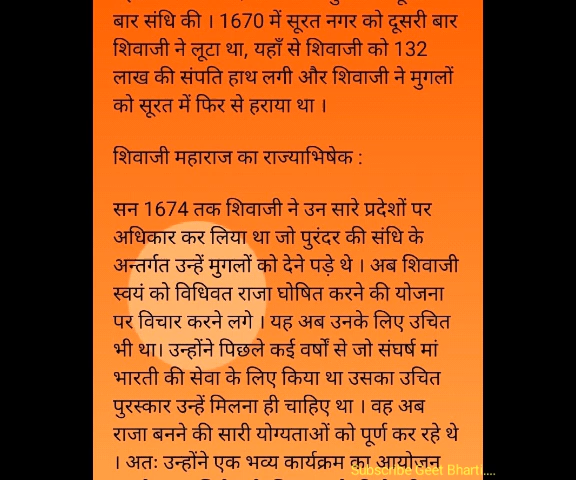 बार संधि की । 1670 में सूरत नगर को दूसरी बार
शिवाजी ने लूटा था, यहाँ से शिवाजी को 132
लाख की संपति हाथ लगी और शिवाजी ने मुगलों
को सूरत में फिर से हराया था ।
शिवाजी महाराज का राज्याभिषेक :
सन 1674 तक शिवाजी ने उन सारे प्रदेशों पर
अधिकार कर लिया था जो पुरंदर की संधि के
अन्तर्गत उन्हें मुगलों को देने पड़े थे । अब शिवाजी
स्वयं को विधिवत राजा घोषित करने की योजना
पर विचार करने लगे । यह अब उनके लिए उचित
भी था। उन्होंने पिछले कई वर्षों से जो संघर्ष मां
भारती की सेवा के लिए किया था उसका उचित
पुरस्कार उन्हें मिलना ही चाहिए था । वह अब
राजा बनने की सारी योग्यताओं को पूर्ण कर रहे थे
। अतः उन्होंने एक भव्य कार्यक्रम का आयोजन
Subscribe Geet Bharti....